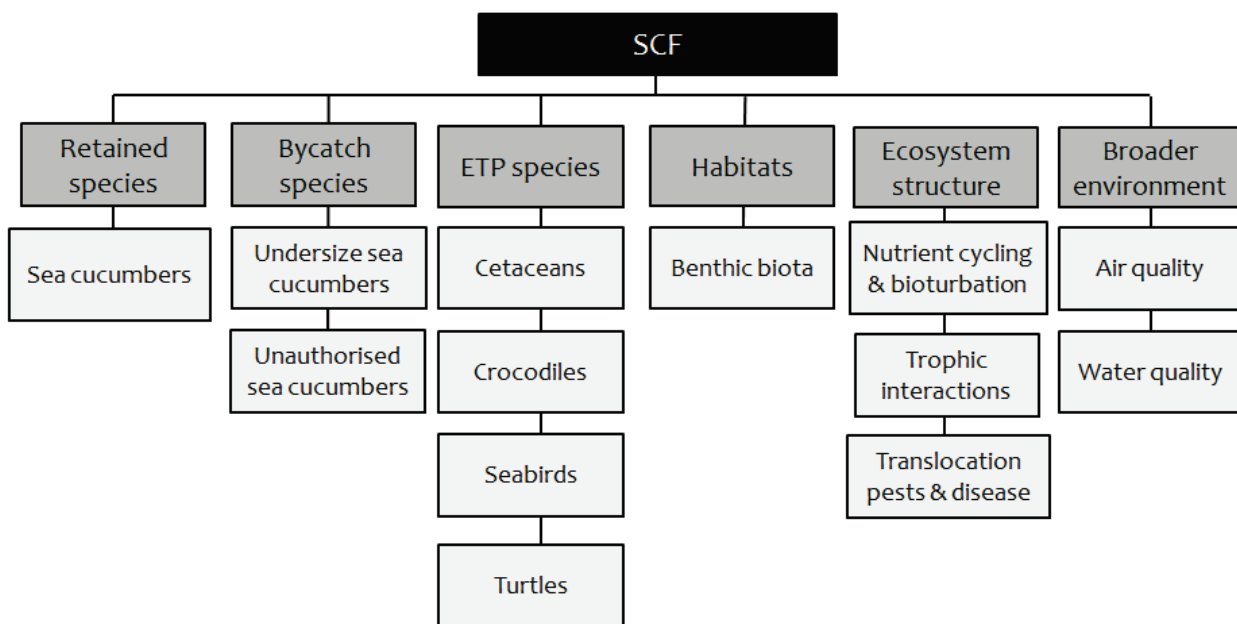 SCF
Retained
species
Bycatch
species
ETP species
Habitats
Ecosystem
structure
Broader
environment
Sea cucumbers
Undersize sea
cucumbers
Unauthorised
sea cucumbers
Cetaceans
Crocodiles
Seabirds
Turtles
Benthic biota
Nutrient cycling
& bioturbation
Trophic
interactions
Translocation
pests & disease
Air quality
Water quality